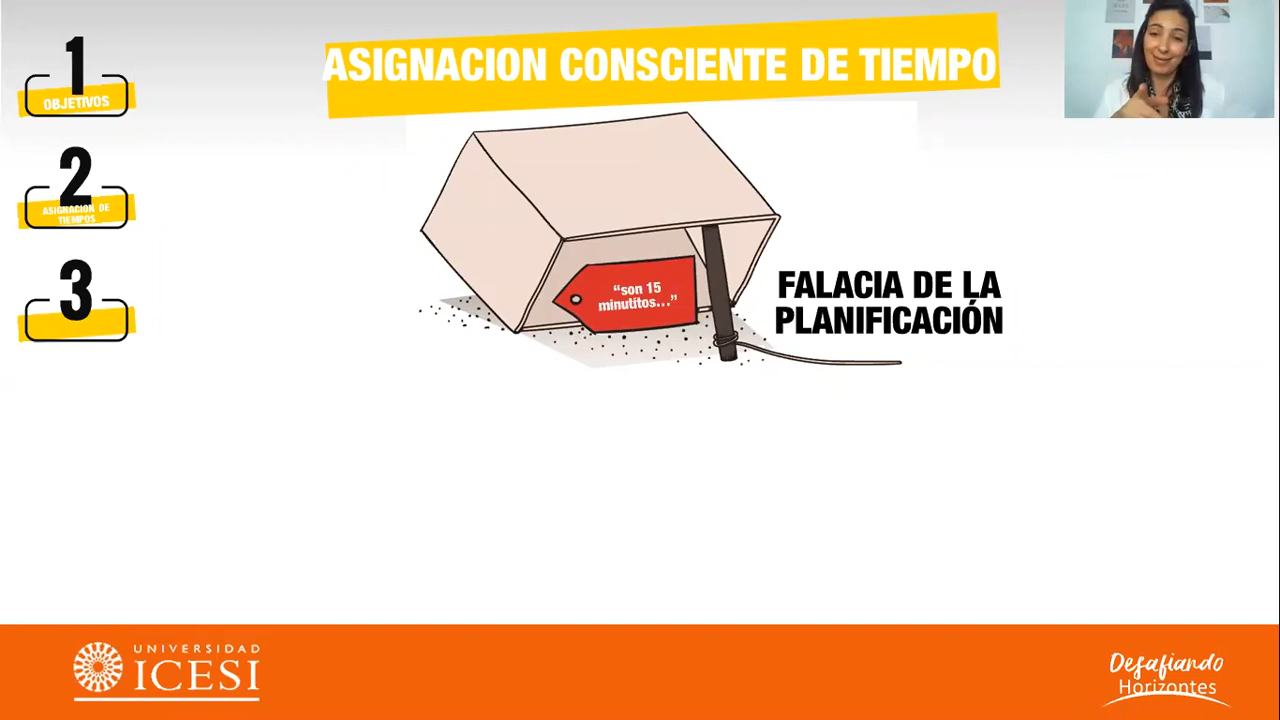 ASIGNACION CONSCIENTE DE TIEMPO
1
OBJETIVOS
2
ASIGNACION DE
TIEMPOS
3
“son 15
minutitos...”
FALACIA DE LA
PLANIFICACIÓN
UNIVERSIDAD
ICESI
Desafiando
Horizontes